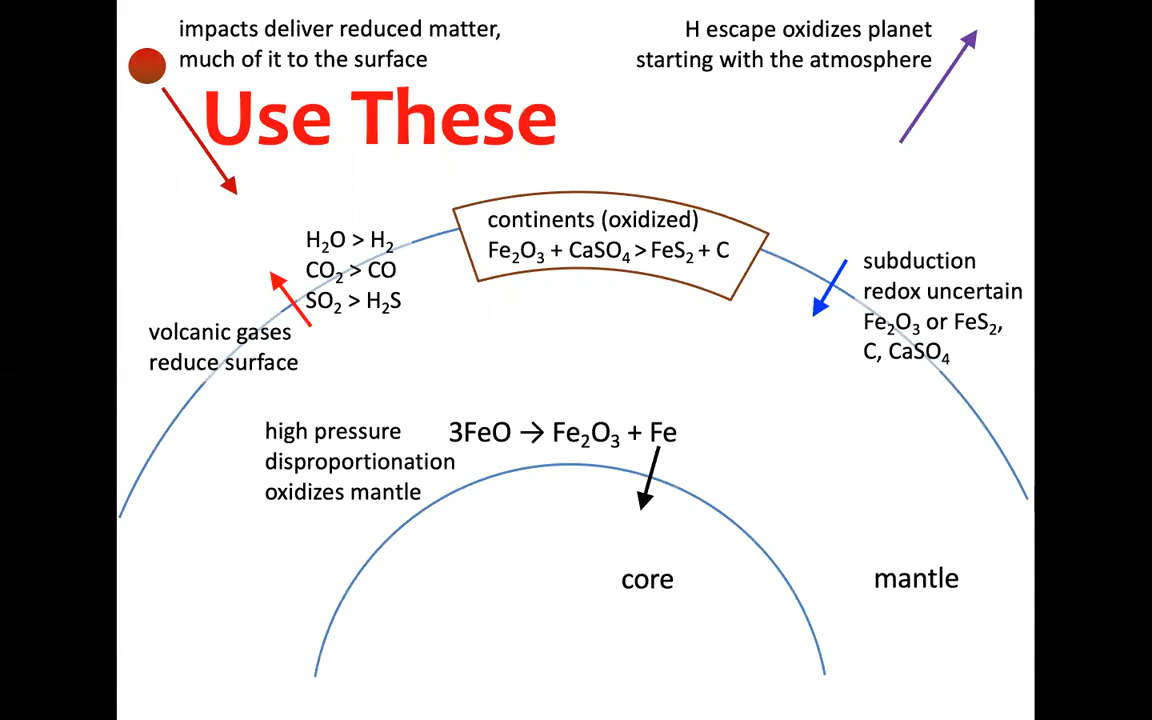 impacts deliver reduced matter,
much of it to the surface
H escape oxidizes planet
starting with the atmosphere
Use These
continents (oxidized)
Fe₂O₃ + CaSO₄ > FeS₂ + C
H₂O > H₂
CO₂ > CO
SO₂ > H₂S
volcanic gases
reduce surface
subduction
redox uncertain
Fe₂O₃ or FeS₂,
C, CaSO₄
high pressure
disproportionation
oxidizes mantle
3FeO → Fe₂O₃ + Fe
core
mantle